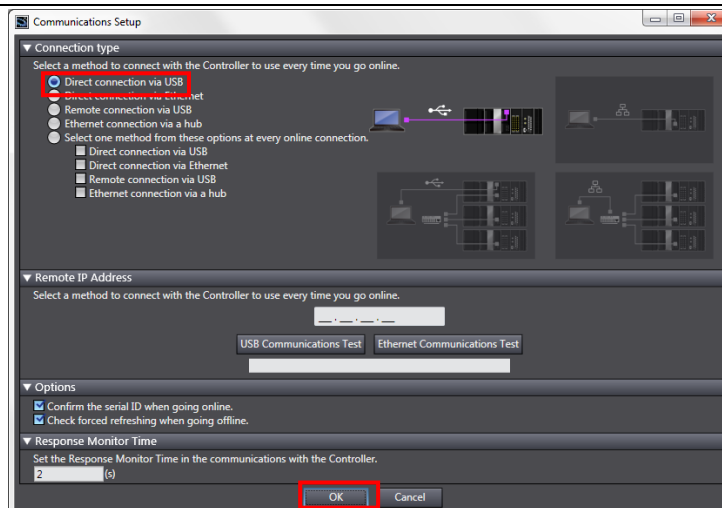 Communications Setup
▼ Connection type
Select a method to connect with the Controller to use every time you go online.
Direct connection via USB
Direct connection via Ethernet
Remote connection via USB
Ethernet connection via a hub
Select one method from these options at every online connection.
Direct connection via USB
Direct connection via Ethernet
Remote connection via USB
Ethernet connection via a hub
▼ Remote IP Address
Select a method to connect with the Controller to use every time you go online.
__.__.__.__
USB Communications Test Ethernet Communications Test
▼ Options
Confirm the serial ID when going online.
Check forced refreshing when going offline.
▼ Response Monitor Time
Set the Response Monitor Time in the communications with the Controller.
2 (s)
OK Cancel